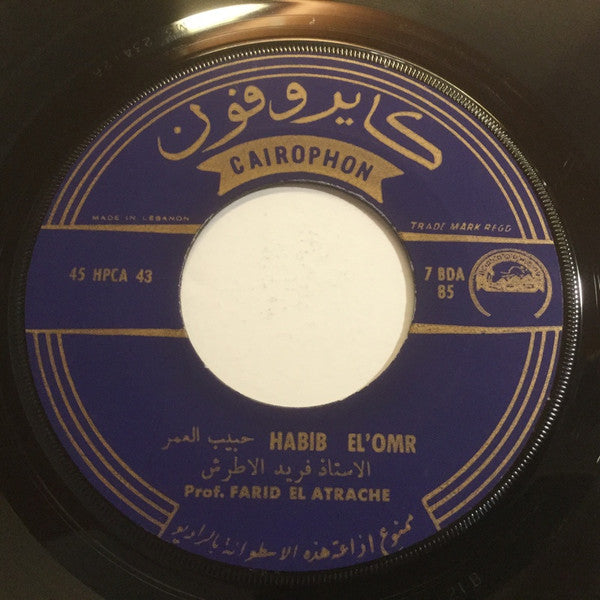 كايروفون
CAIROPHON
MADE IN LEBANON
TRADE MARK REGD
45 HPCA 43
7 BDA
85
حبيب العمر HABIB EL'OMR
الاستاذ فريد الاطرش
Prof. FARID EL ATRACHE
ممنوع اذاعة هذه الاسطوانة بالراديو